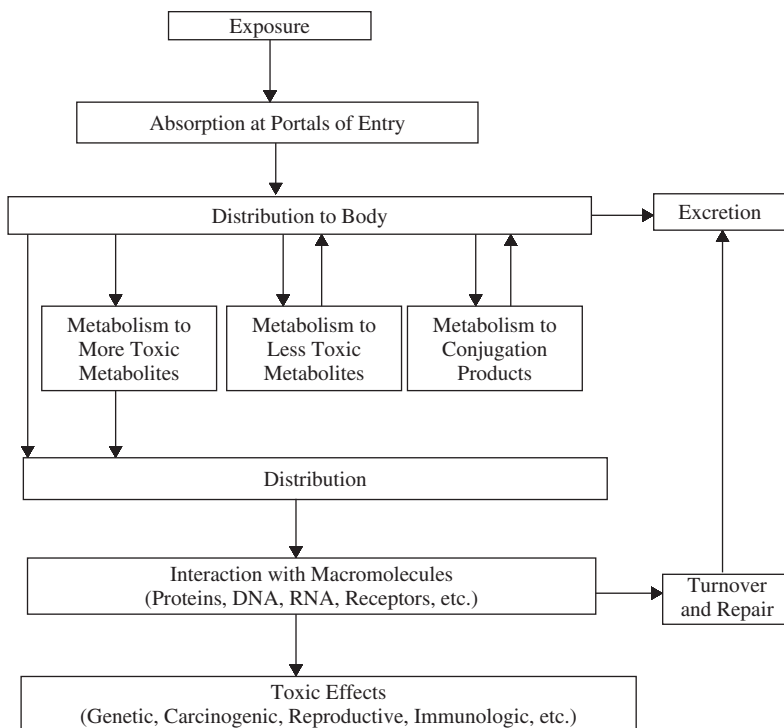 Exposure
Absorption at Portals of Entry
Distribution to Body
Excretion
Metabolism to
More Toxic
Metabolites
Metabolism to
Less Toxic
Metabolites
Metabolism to
Conjugation
Products
Distribution
Interaction with Macromolecules
(Proteins, DNA, RNA, Receptors, etc.)
Turnover
and Repair
Toxic Effects
(Genetic, Carcinogenic, Reproductive, Immunologic, etc.)